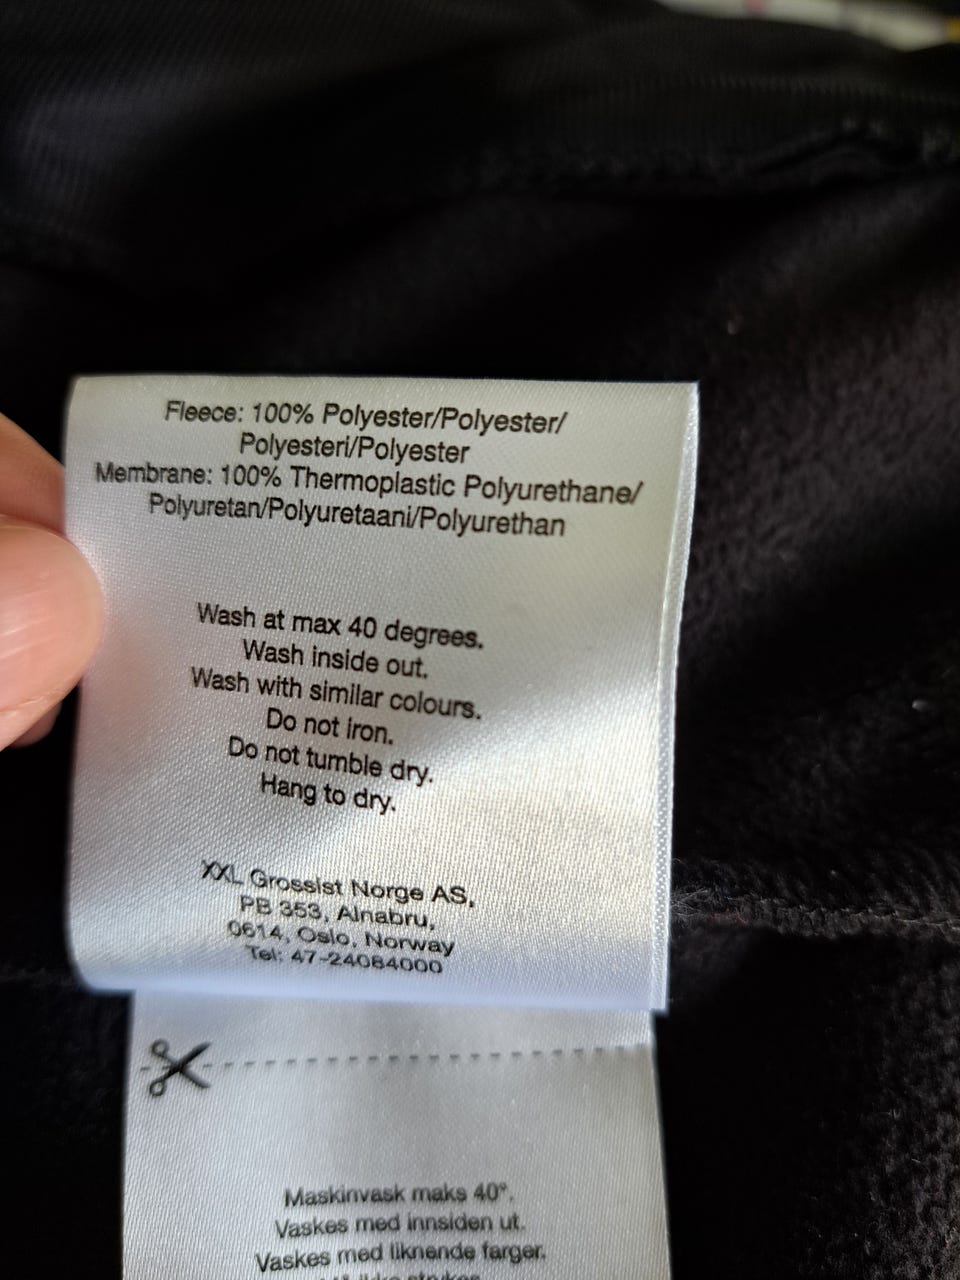 Fleece: 100% Polyester/Polyester/
Polyesteri/Polyester
Membrane: 100% Thermoplastic Polyurethane/
Polyuretan/Polyuretaani/Polyurethan
Wash at max 40 degrees.
Wash inside out.
Wash with similar colours.
Do not iron.
Do not tumble dry.
Hang to dry.
XXL Grossist Norge AS,
PB 353, Alnabru,
0614, Oslo, Norway
Tel: 47-24084000
Maskinvask maks 40°.
Vaskes med innsiden ut.
Vaskes med liknende farger.